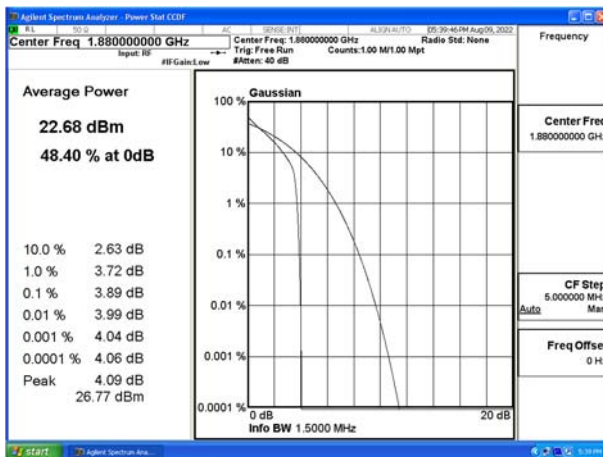 Agilent Spectrum Analyzer - Power Stat CCDF
RL 50 Ω AC SENSE:INT ALIGN AUTO 05:39:46 PM Aug 09, 2022
Center Freq 1.880000000 GHz
Center Freq: 1.880000000 GHz Radio Std: None
Input: RF Trig: Free Run Counts:1.00 M/1.00 Mpt
#IFGain:Low #Atten: 40 dB
Frequency
Average Power
22.68 dBm
48.40 % at 0dB
10.0 % 2.63 dB
1.0 % 3.72 dB
0.1 % 3.89 dB
0.01 % 3.99 dB
0.001 % 4.04 dB
0.0001 % 4.06 dB
Peak 4.09 dB
26.77 dBm
Gaussian
100 %
10 %
1 %
0.1 %
0.01 %
0.001 %
0.0001 %
0 dB 20 dB
Info BW 1.5000 MHz
Center Freq
1.880000000 GHz
CF Step
5.000000 MHz
Auto Man
Freq Offse
0 Hz
start Agilent Spectrum Ana... 5:39 PM